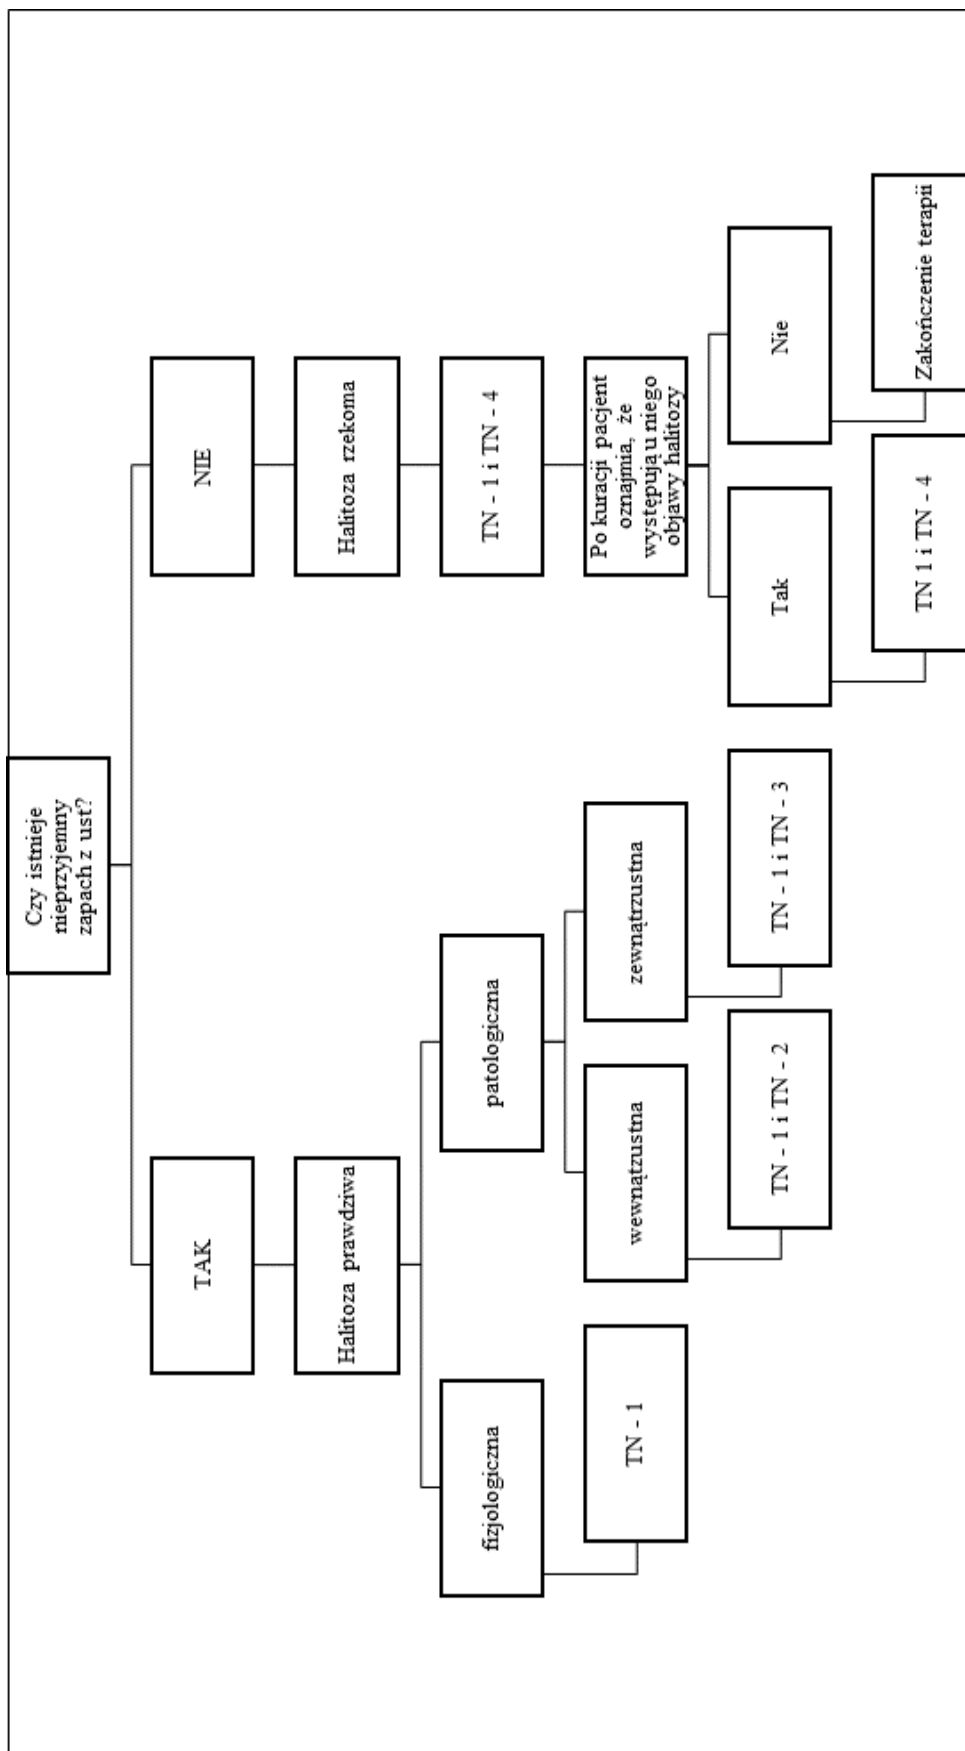 Czy istnieje
nieprzyjemny
zapach z ust?
TAK
NIE
Halitoza prawdziwa
Halitoza rzekoma
fizjologiczna
patologiczna
TN - 1 i TN - 4
TN - 1
wewnątrzustna
zewnątrzustna
Po kuracji pacjent
oznajmia, że
występują u niego
objawy halitozy
TN - 1 i TN - 2
TN - 1 i TN - 3
Tak
Nie
TN 1 i TN - 4
Zakończenie terapii